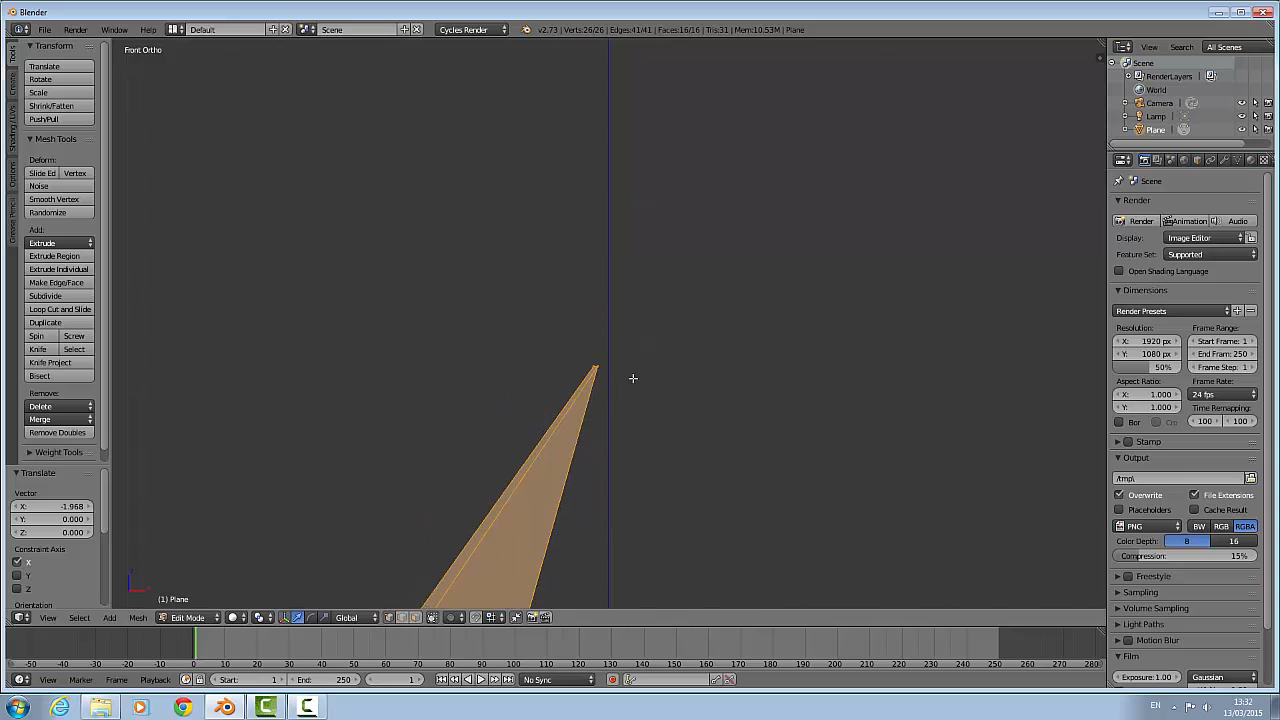 Blender
File Render Window Help Default Scene Cycles Render v2.73 | Verts:26/26 | Edges:41/41 | Faces:16/16 | Tris:31 | Mem:10.53M | Plane
Tools
Create
Shading / UVs
Options
Grease Pencil
Transform
Translate
Rotate
Scale
Shrink/Fatten
Push/Pull
Mesh Tools
Deform:
Slide Ed Vertex
Noise
Smooth Vertex
Randomize
Add:
Extrude
Extrude Region
Extrude Individual
Make Edge/Face
Subdivide
Loop Cut and Slide
Duplicate
Spin Screw
Knife Select
Knife Project
Bisect
Remove:
Delete
Merge
Remove Doubles
Weight Tools
Translate
Vector
X: -1.968
Y: 0.000
Z: 0.000
Constraint Axis
X
Y
Z
Orientation
Front Ortho
(1) Plane
View Select Add Mesh Edit Mode Global
-50 -40 -30 -20 -10 0 10 20 30 40 50 60 70 80 90 100 110 120 130 140 150 160 170 180 190 200 210 220 230 240 250 260 270 280
View Marker Frame Playback Start: 1 End: 250 1 No Sync
View Search All Scenes
Scene
RenderLayers
World
Camera
Lamp
Plane
Scene
Render
Render Animation Audio
Display: Image Editor
Feature Set: Supported
Open Shading Language
Dimensions
Render Presets
Resolution: Frame Range:
X: 1920 px Start Frame: 1
Y: 1080 px End Fram: 250
50% Frame Step: 1
Aspect Ratio: Frame Rate:
X: 1.000 24 fps
Y: 1.000 Time Remapping:
Bor Cro 100 100
Stamp
Output
/tmp\
Overwrite File Extensions
Placeholders Cache Result
PNG BW RGB RGBA
Color Depth: 8 16
Compression: 15%
Freestyle
Sampling
Volume Sampling
Light Paths
Motion Blur
Film
Exposure: 1.00 Gaussian
EN 13:32
13/03/2015